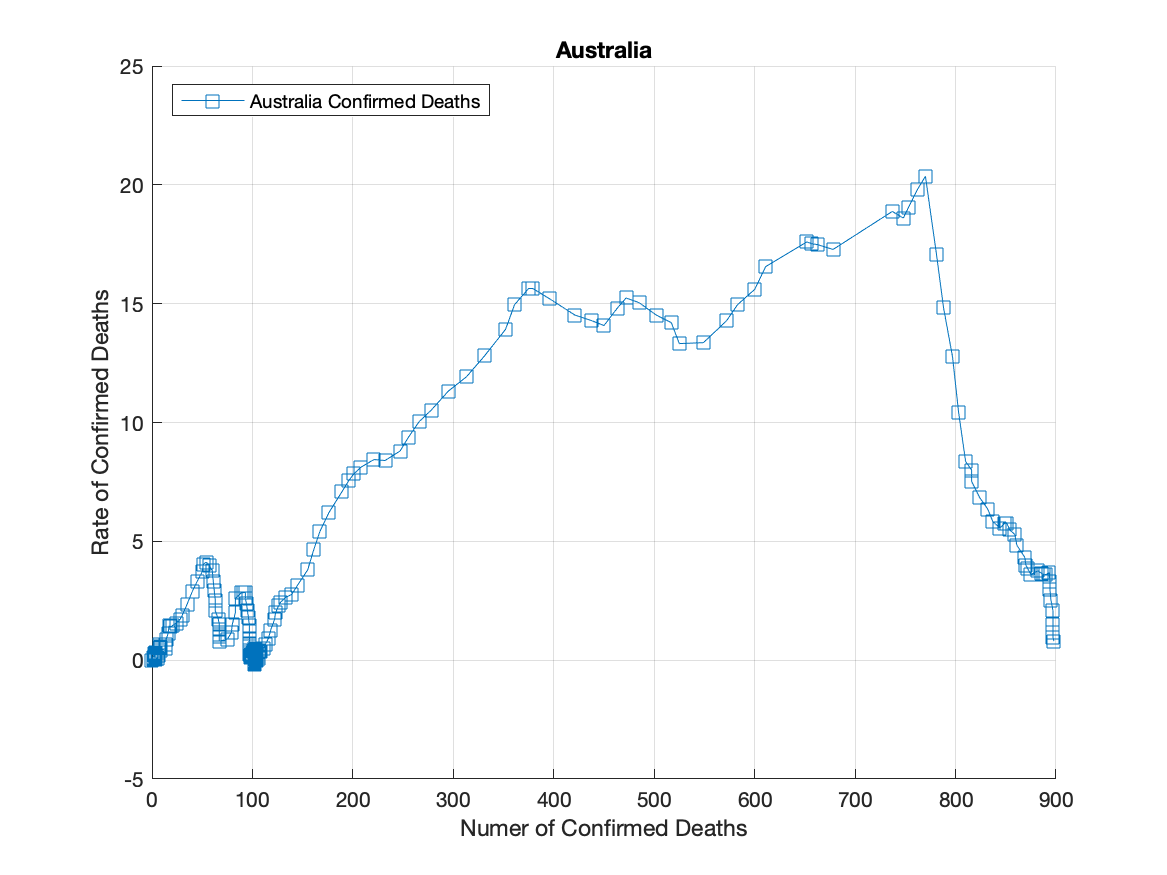 Australia
Australia Confirmed Deaths
25
20
15
10
5
0
-5
Rate of Confirmed Deaths
0 100 200 300 400 500 600 700 800 900
Numer of Confirmed Deaths